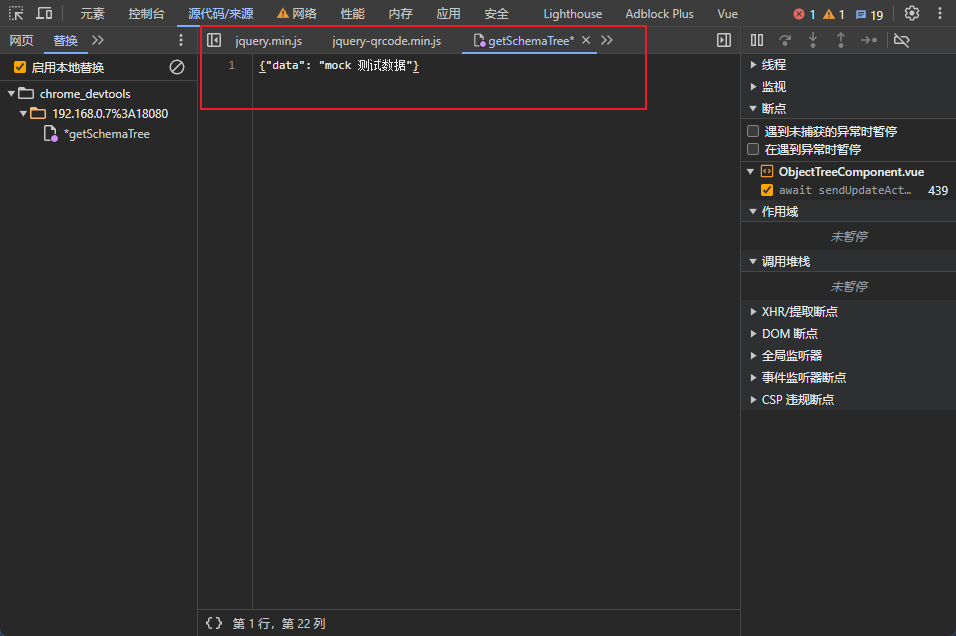 元素 控制台 源代码/来源 网络 性能 内存 应用 安全 Lighthouse Adblock Plus Vue 1 1 19
网页 替换
jquery.min.js jquery-qrcode.min.js getSchemaTree*
启用本地替换
chrome_devtools
192.168.0.7%3A18080
*getSchemaTree
1 {"data": "mock 测试数据"}
{} 第 1 行，第 22 列
线程
监视
断点
遇到未捕获的异常时暂停
在遇到异常时暂停
ObjectTreeComponent.vue
await sendUpdateAct… 439
作用域
未暂停
调用堆栈
未暂停
XHR/提取断点
DOM 断点
全局监听器
事件监听器断点
CSP 违规断点